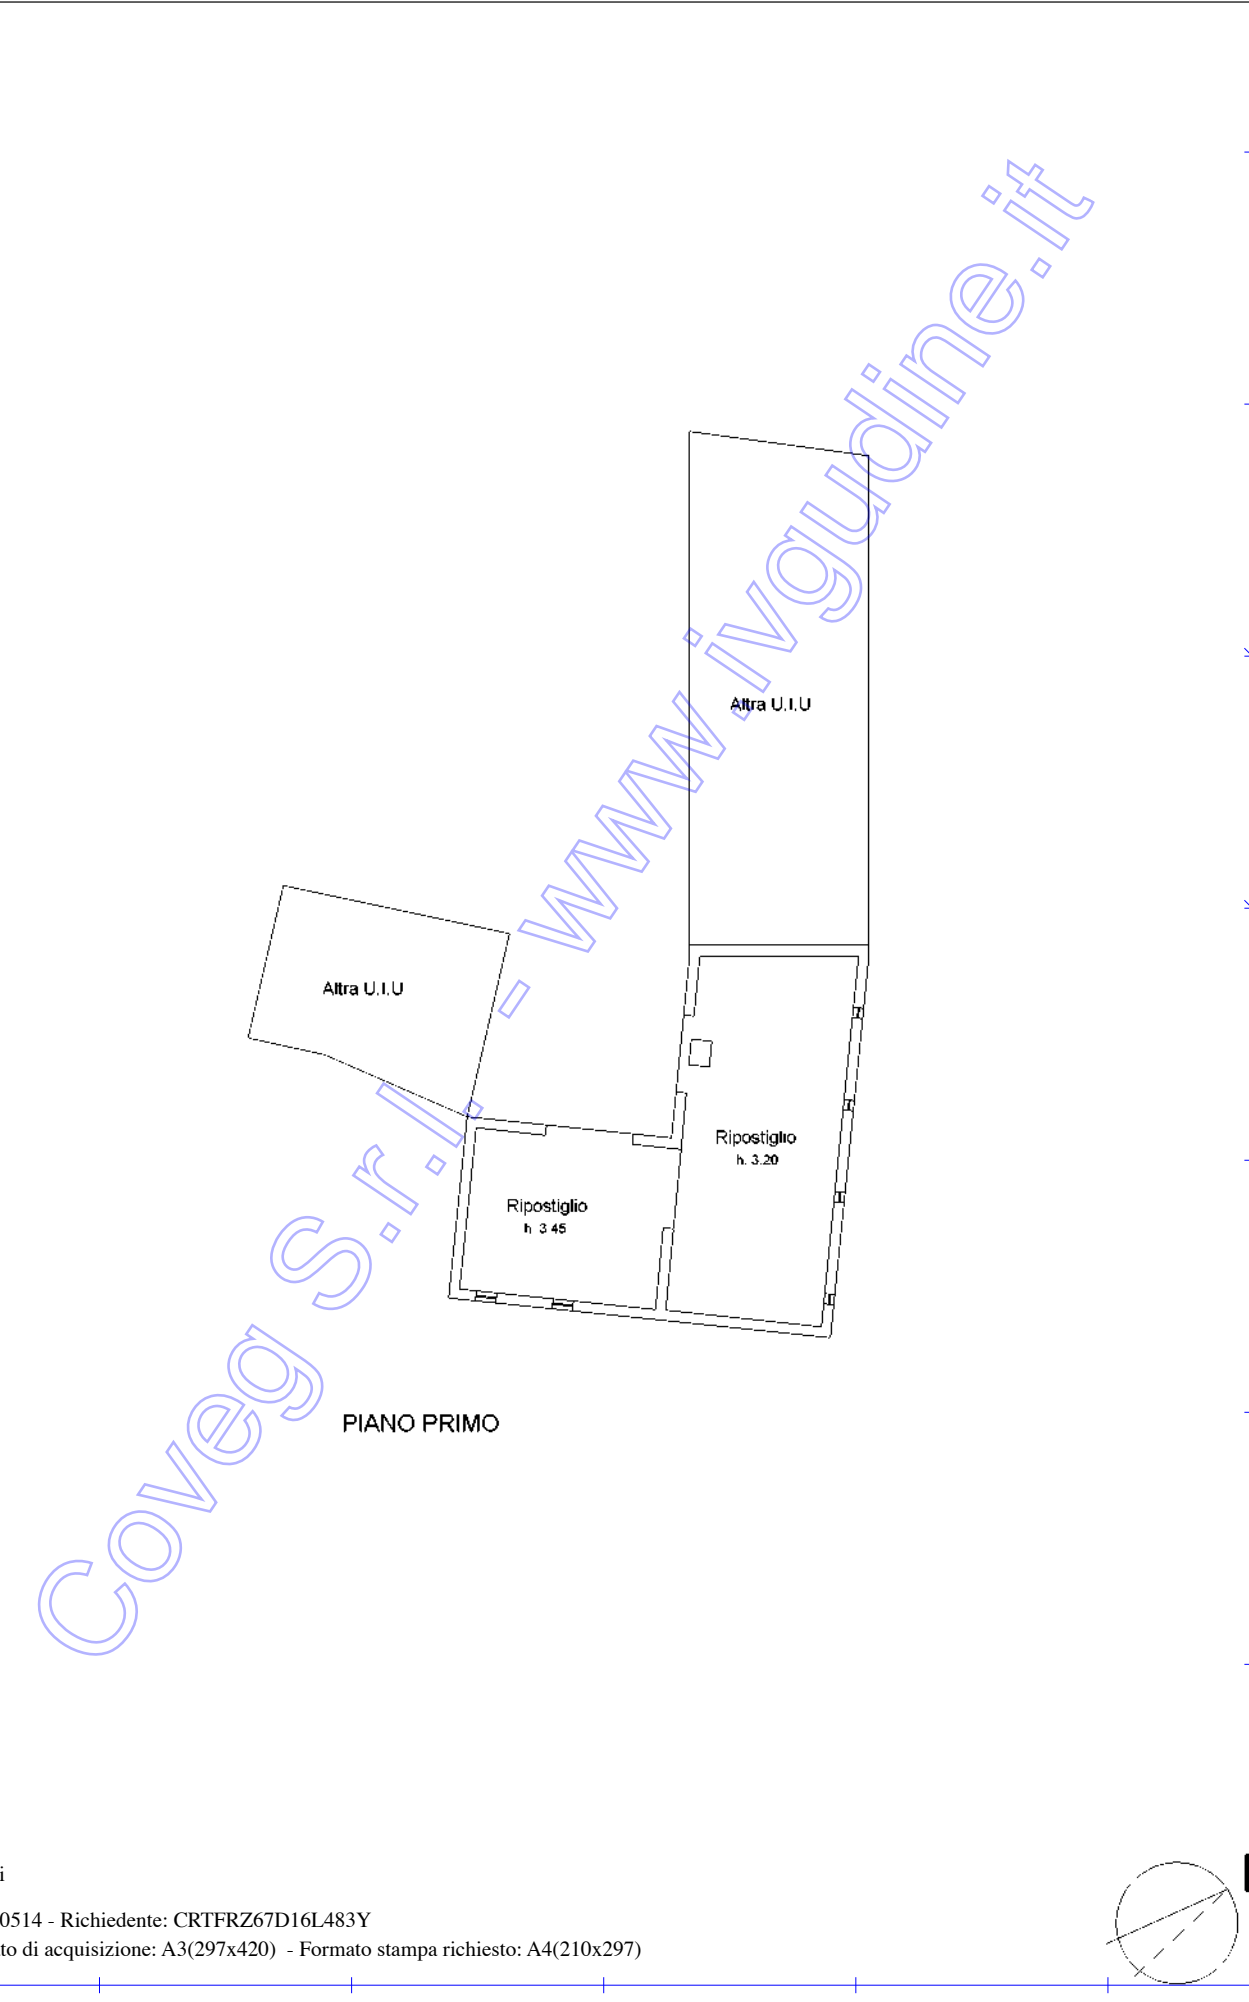 Coveg S.r.l. - www.ivgudine.it
Altra U.I.U
Altra U.I.U
Ripostiglio
h. 3.20
Ripostiglio
h. 3.45
PIANO PRIMO
i
0514 - Richiedente: CRTFRZ67D16L483Y
to di acquisizione: A3(297x420) - Formato stampa richiesto: A4(210x297)